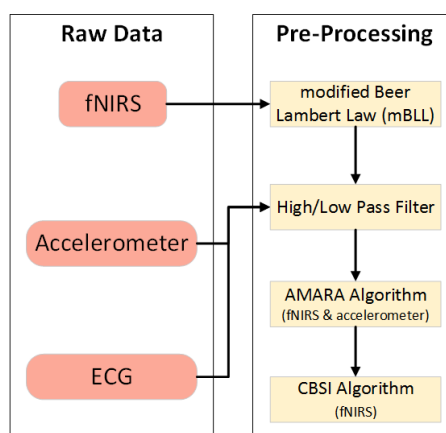 Raw Data
fNIRS
Accelerometer
ECG
Pre-Processing
modified Beer
Lambert Law (mBLL)
High/Low Pass Filter
AMARA Algorithm
(fNIRS & accelerometer)
CBSI Algorithm
(fNIRS)